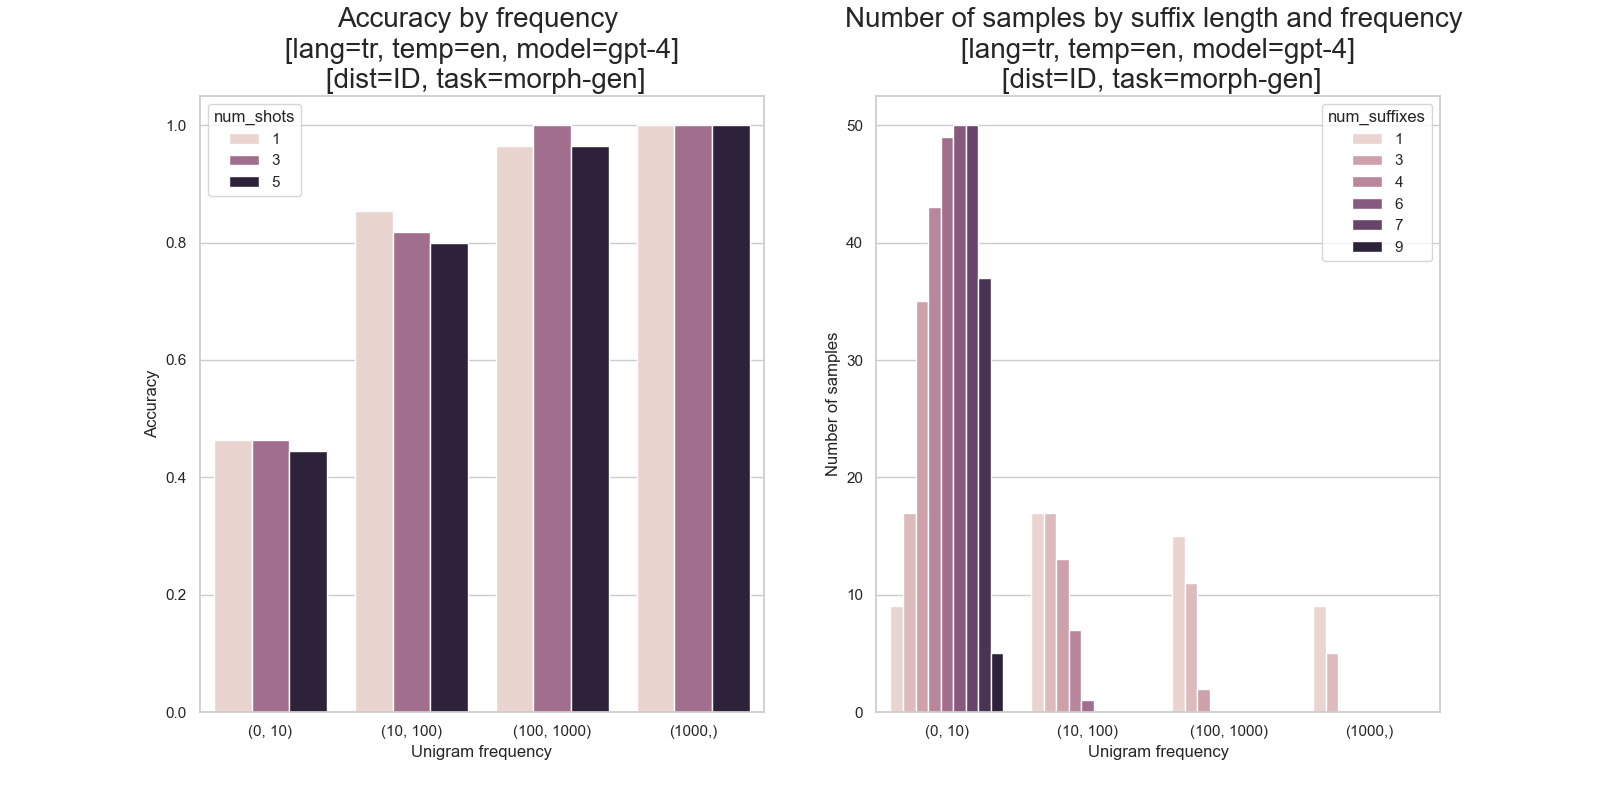 Accuracy by frequency
[lang=tr, temp=en, model=gpt-4]
[dist=ID, task=morph-gen]
num_shots
1
3
5
1.0
0.8
0.6
0.4
0.2
0.0
Accuracy
(0, 10)
(10, 100)
(100, 1000)
(1000,)
Unigram frequency
Number of samples by suffix length and frequency
[lang=tr, temp=en, model=gpt-4]
[dist=ID, task=morph-gen]
num_suffixes
1
3
4
6
7
9
50
40
30
20
10
0
Number of samples
(0, 10)
(10, 100)
(100, 1000)
(1000,)
Unigram frequency